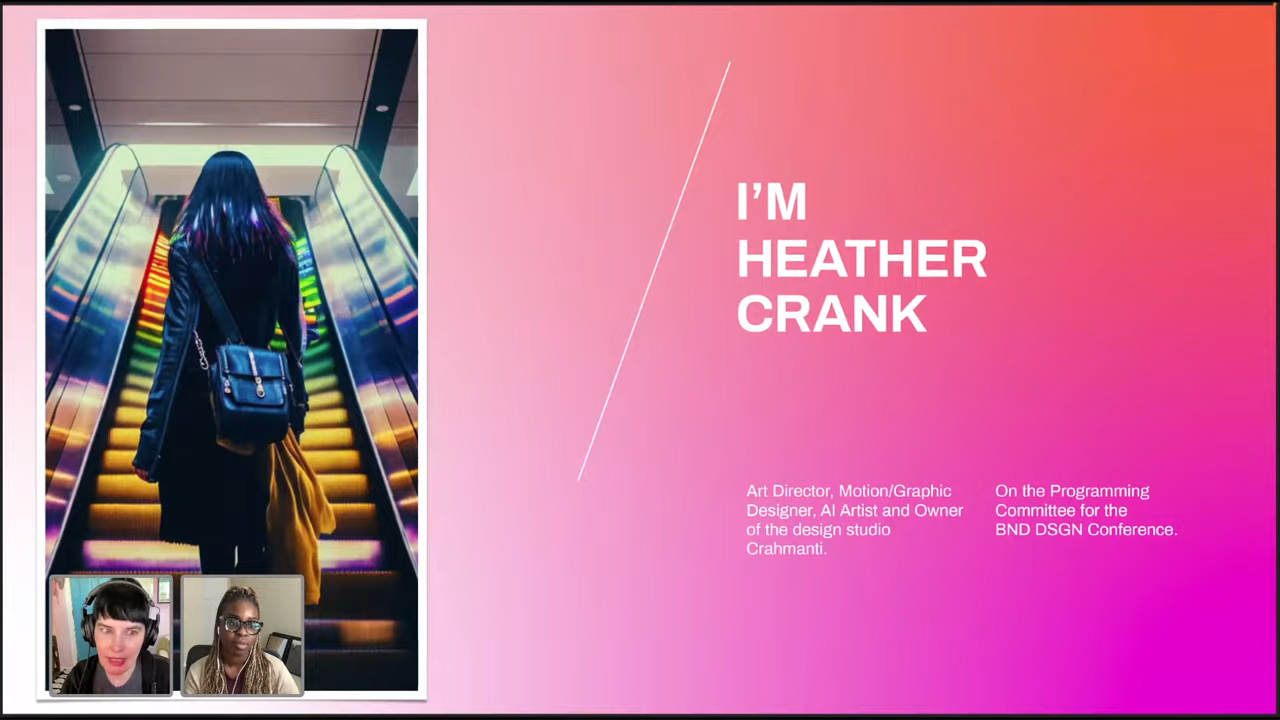 I’M
HEATHER
CRANK
Art Director, Motion/Graphic
Designer, AI Artist and Owner
of the design studio
Crahmanti.
On the Programming
Committee for the
BND DSGN Conference.